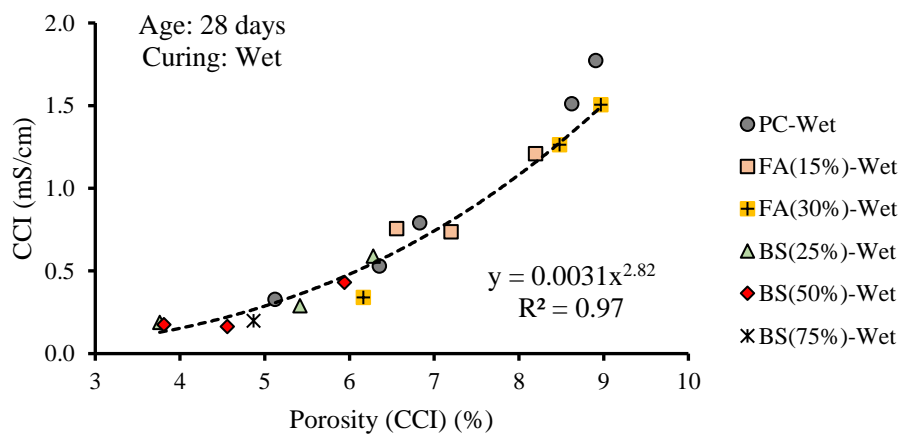 Age: 28 days
Curing: Wet
2.0
1.5
1.0
0.5
0.0
CCI (mS/cm)
3 4 5 6 7 8 9 10
Porosity (CCI) (%)
y = 0.0031x^2.82
R² = 0.97
PC-Wet
FA(15%)-Wet
FA(30%)-Wet
BS(25%)-Wet
BS(50%)-Wet
BS(75%)-Wet